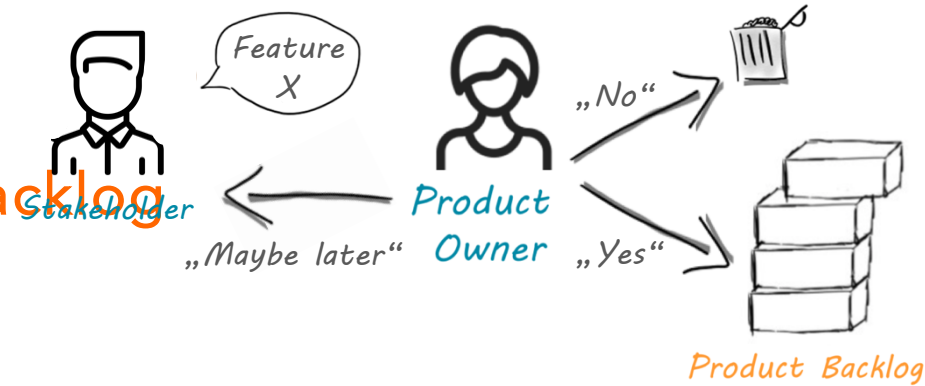 Feature
X
„No“
acklog
Stakeholder
Product
Owner
„Maybe later“
„Yes“
Product Backlog